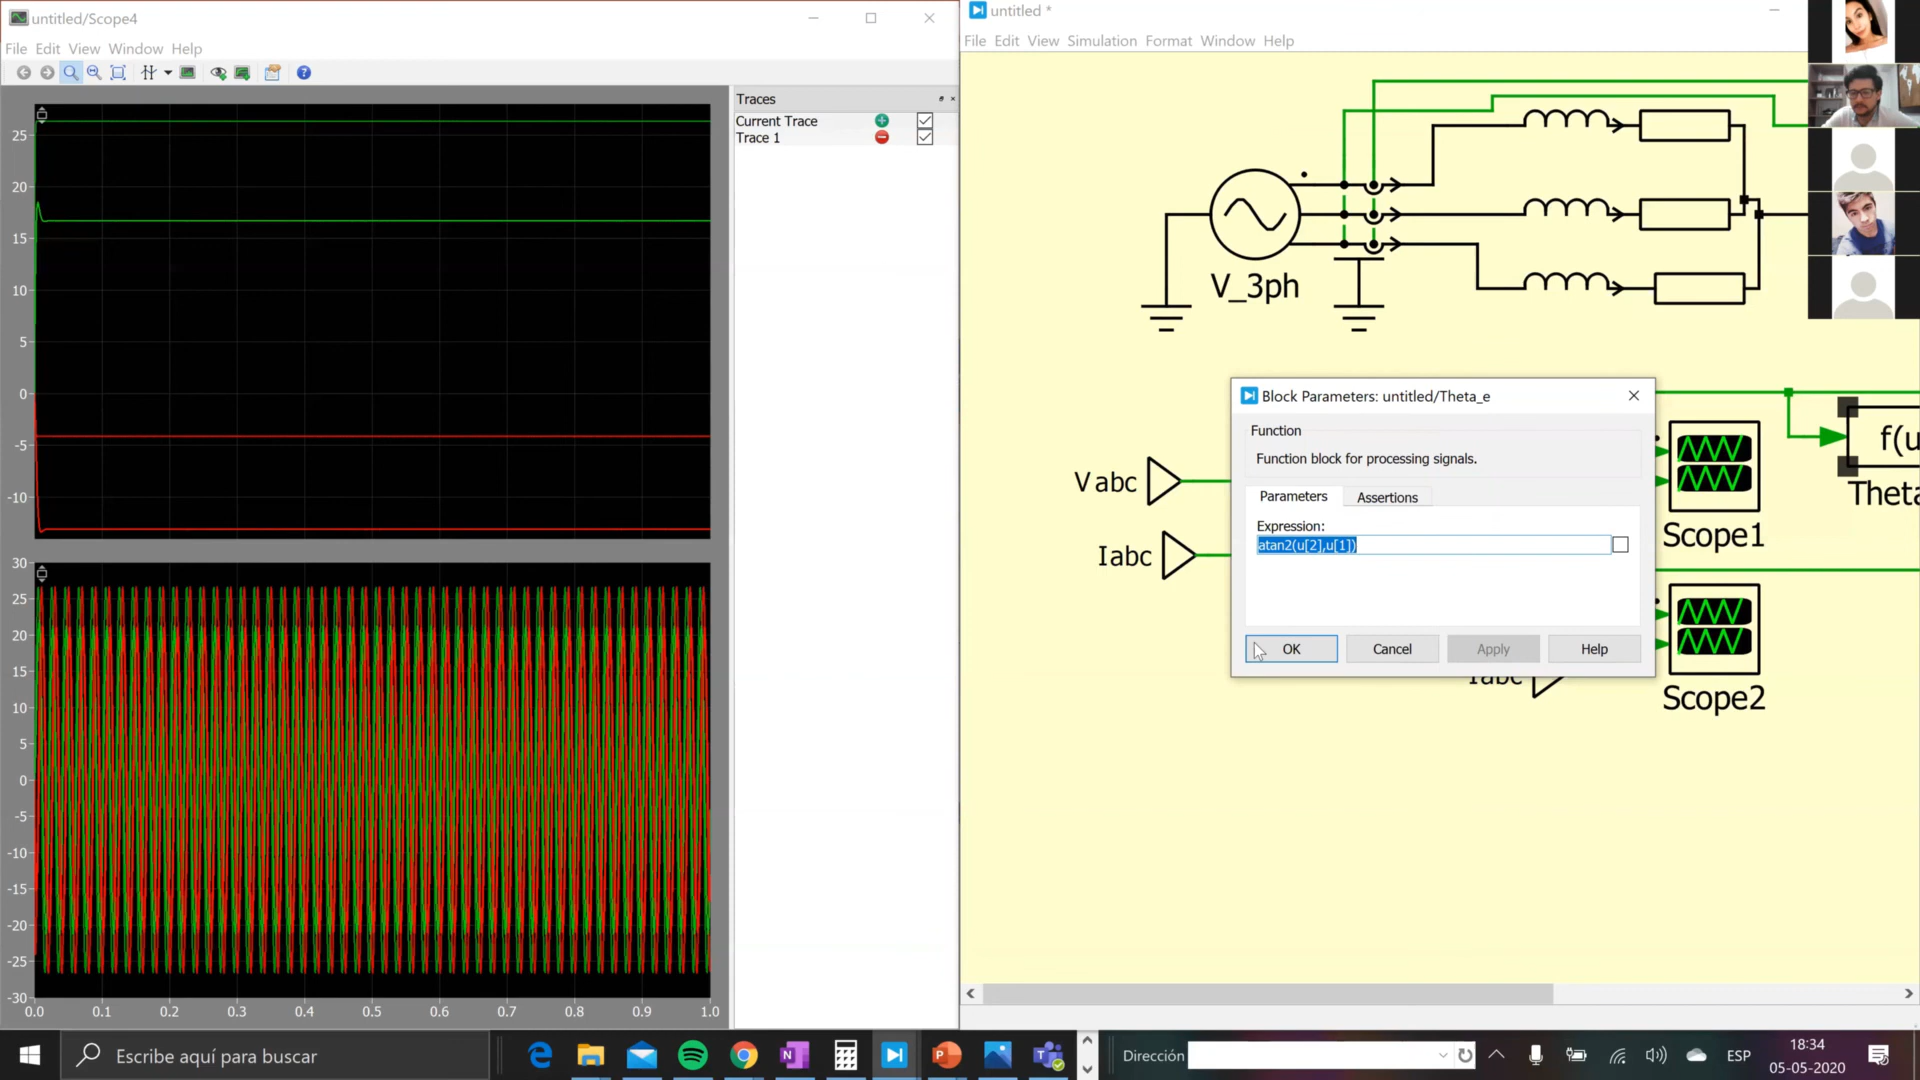 untitled/Scope4
File Edit View Window Help
Traces
Current Trace
Trace 1
25
20
15
10
5
0
-5
-10
30
25
20
15
10
5
0
-5
-10
-15
-20
-25
-30
0.0 0.1 0.2 0.3 0.4 0.5 0.6 0.7 0.8 0.9 1.0
untitled *
File Edit View Simulation Format Window Help
V_3ph
Vabc
Iabc
Block Parameters: untitled/Theta_e
Function
Function block for processing signals.
Parameters Assertions
Expression:
atan2(u[2],u[1])
OK Cancel Apply Help
Scope1
f(u
Theta
Iabc
Scope2
Escribe aquí para buscar
Dirección
ESP
18:34
05-05-2020